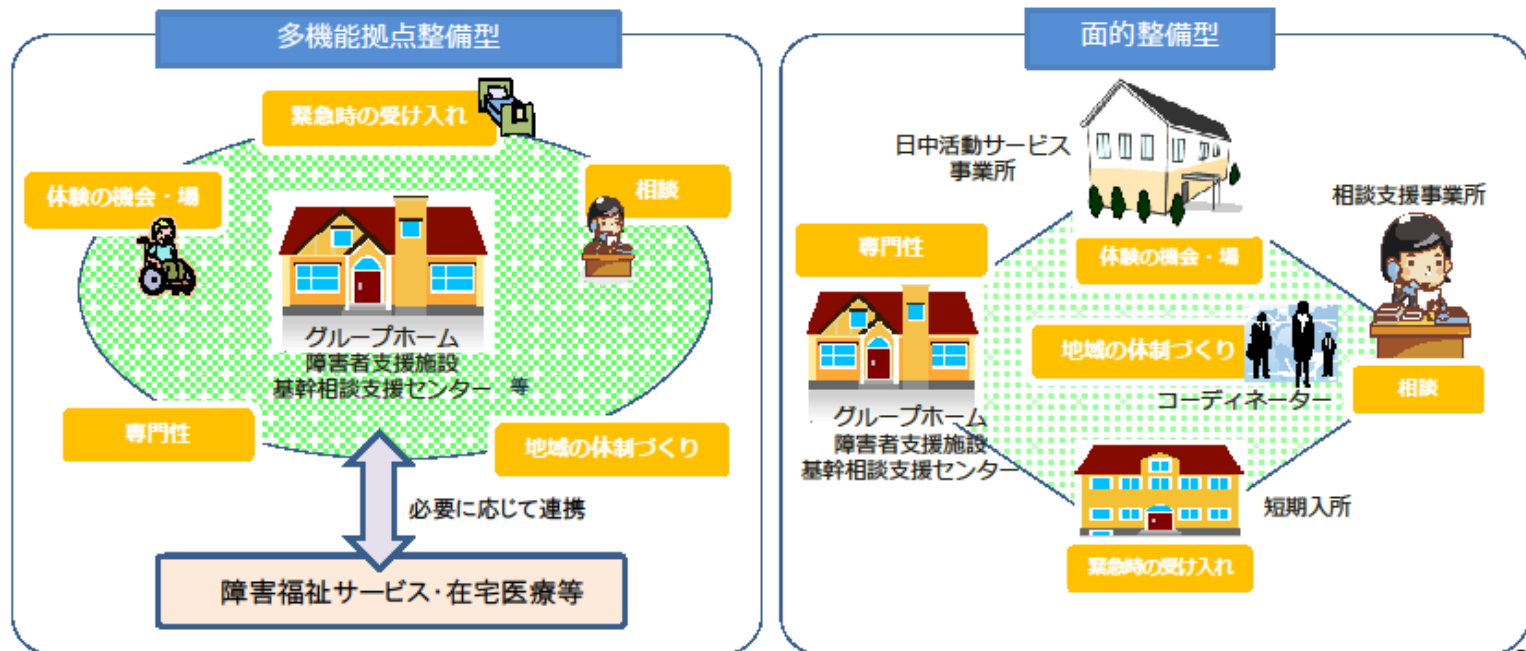 多機能拠点整備型
緊急時の受け入れ
体験の機会・場
相談
グループホーム
障害者支援施設
基幹相談支援センター 等
専門性
地域の体制づくり
必要に応じて連携
障害福祉サービス・在宅医療等
面的整備型
日中活動サービス
事業所
相談支援事業所
専門性
体験の機会・場
地域の体制づくり
コーディネーター
相談
グループホーム
障害者支援施設
基幹相談支援センター
短期入所
緊急時の受け入れ